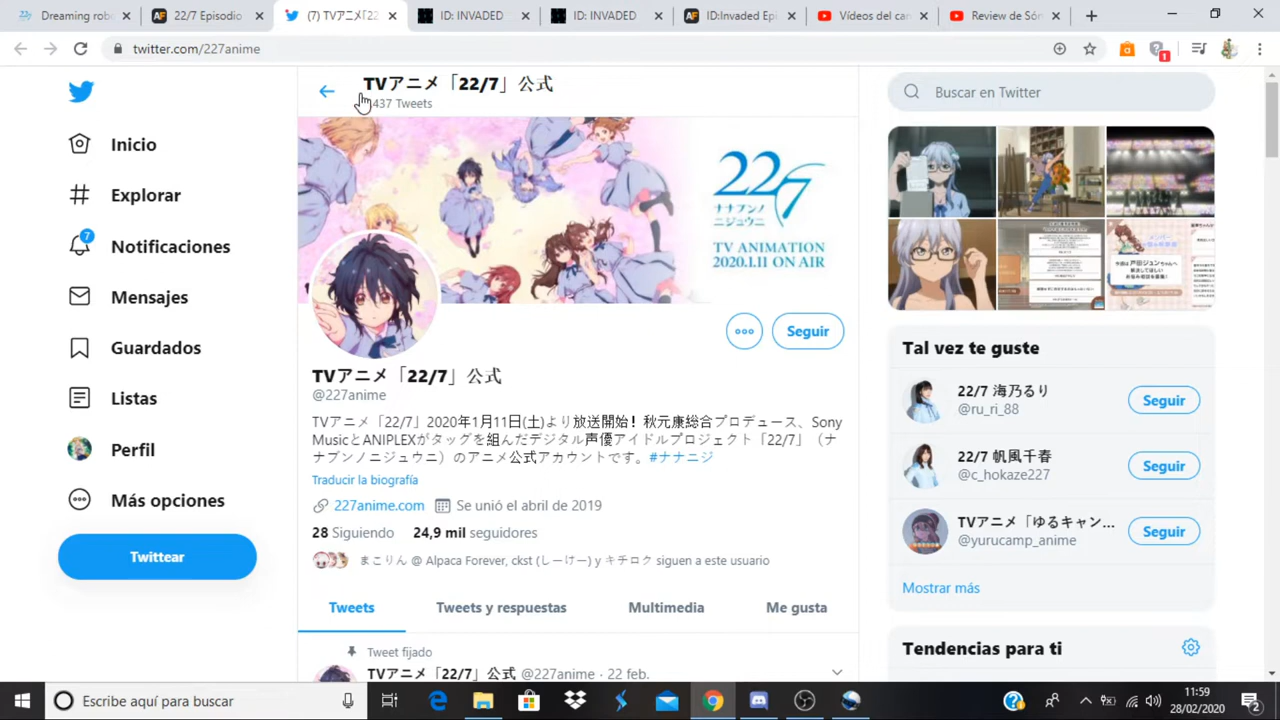 Dreaming robo
22/7 Episodio
(7) TVアニメ「22
ID: INVADED
ID: INVADED
ID:Invaded Epi
Vídeos del can
Review de Són
twitter.com/227anime
1
TVアニメ「22/7」公式
437 Tweets
Buscar en Twitter
Inicio
Explorar
7
Notificaciones
Mensajes
Guardados
Listas
Perfil
Más opciones
Twittear
22/7
ナナブンノ
ニジュウニ
TV ANIMATION
2020.1.11 ON AIR
Seguir
TVアニメ「22/7」公式
@227anime
TVアニメ「22/7」2020年1月11日(土)より放送開始！秋元康総合プロデュース、Sony
MusicとANIPLEXがタッグを組んだデジタル声優アイドルプロジェクト「22/7」（ナ
ナブンノニジュウニ）のアニメ公式アカウントです。#ナナニジ
Traducir la biografía
227anime.com Se unió el abril de 2019
28 Siguiendo 24,9 mil seguidores
まこりん @ Alpaca Forever, ckst (しーけー) y キチロク siguen a este usuario
Tweets Tweets y respuestas Multimedia Me gusta
Tweet fijado
TVアニメ「22/7」公式 @227anime · 22 feb.
Tal vez te guste
22/7 海乃るり
@ru_ri_88
Seguir
22/7 帆風千春
@c_hokaze227
Seguir
TVアニメ「ゆるキャン...
@yurucamp_anime
Seguir
Mostrar más
Tendencias para ti
Escribe aquí para buscar
11:59
28/02/2020
2